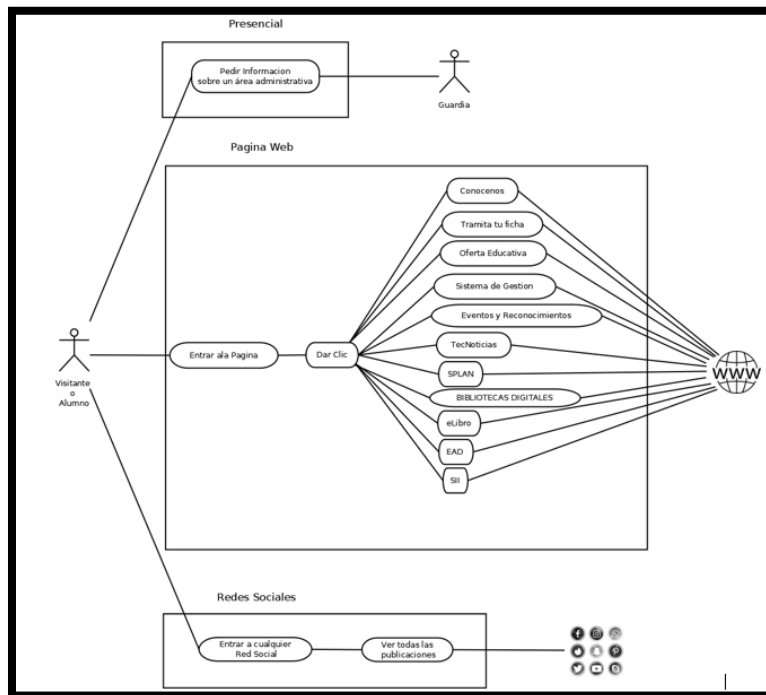 Presencial
Pedir Informacion
sobre un área administrativa
Guardia
Pagina Web
Conocenos
Tramita tu ficha
Oferta Educativa
Sistema de Gestion
Eventos y Reconocimientos
TecNoticias
SPLAN
BIBLIOTECAS DIGITALES
eLibro
EAD
SII
Entrar ala Pagina
Dar Clic
WWW
Visitante
o
Alumno
Redes Sociales
Entrar a cualquier
Red Social
Ver todas las
publicaciones